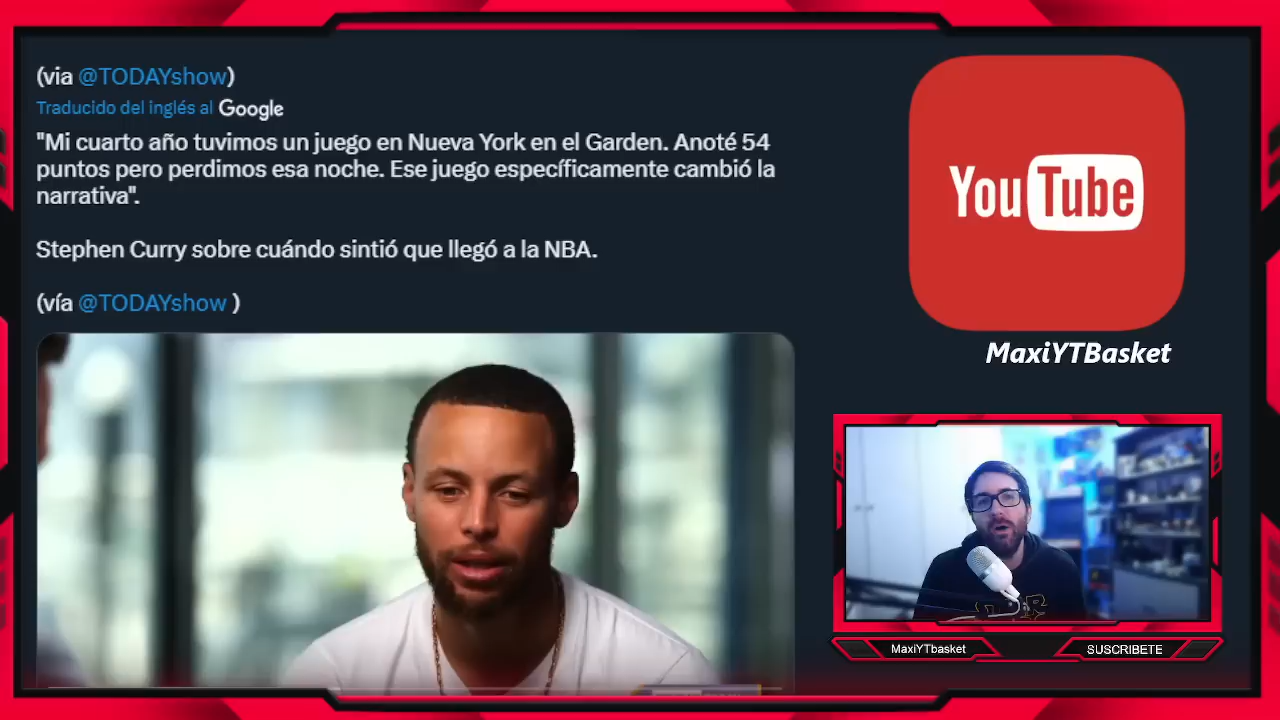 (via @TODAYshow)
Traducido del inglés al Google
"Mi cuarto año tuvimos un juego en Nueva York en el Garden. Anoté 54
puntos pero perdimos esa noche. Ese juego específicamente cambió la
narrativa".
Stephen Curry sobre cuándo sintió que llegó a la NBA.
(vía @TODAYshow )
YouTube
MaxiYTBasket
MaxiYTbasket
SUSCRIBETE